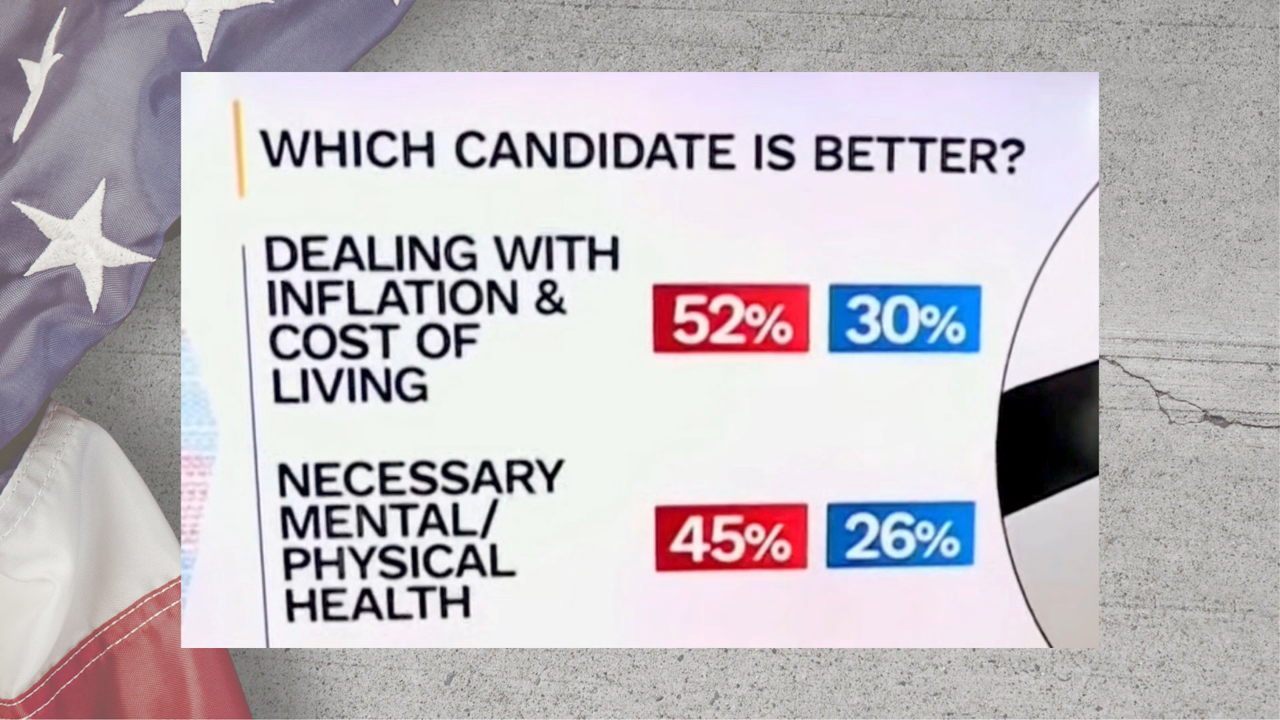 WHICH CANDIDATE IS BETTER?
DEALING WITH
INFLATION &
COST OF
LIVING
52% 30%
NECESSARY
MENTAL/
PHYSICAL
HEALTH
45% 26%